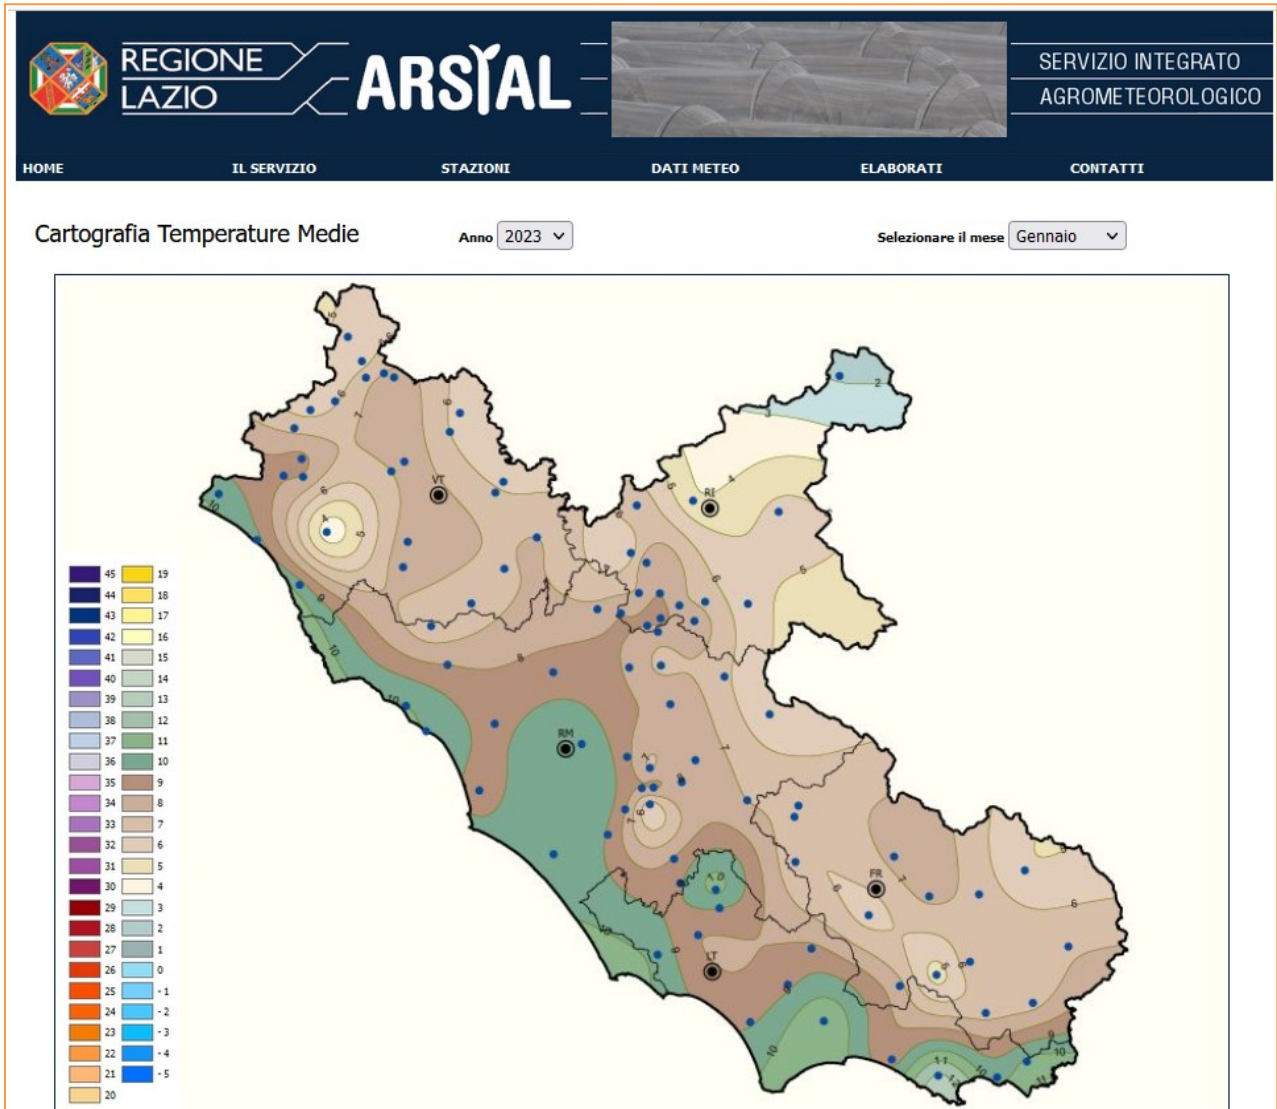 REGIONE
LAZIO
ARSIAL
SERVIZIO INTEGRATO
AGROMETEOROLOGICO
HOME IL SERVIZIO STAZIONI DATI METEO ELABORATI CONTATTI
Cartografia Temperature Medie Anno 2023 Selezionare il mese Gennaio
VT
RI
RM
FR
LT
45 19
44 18
43 17
42 16
41 15
40 14
39 13
38 12
37 11
36 10
35 9
34 8
33 7
32 6
31 5
30 4
29 3
28 2
27 1
26 0
25 - 1
24 - 2
23 - 3
22 - 4
21 - 5
20